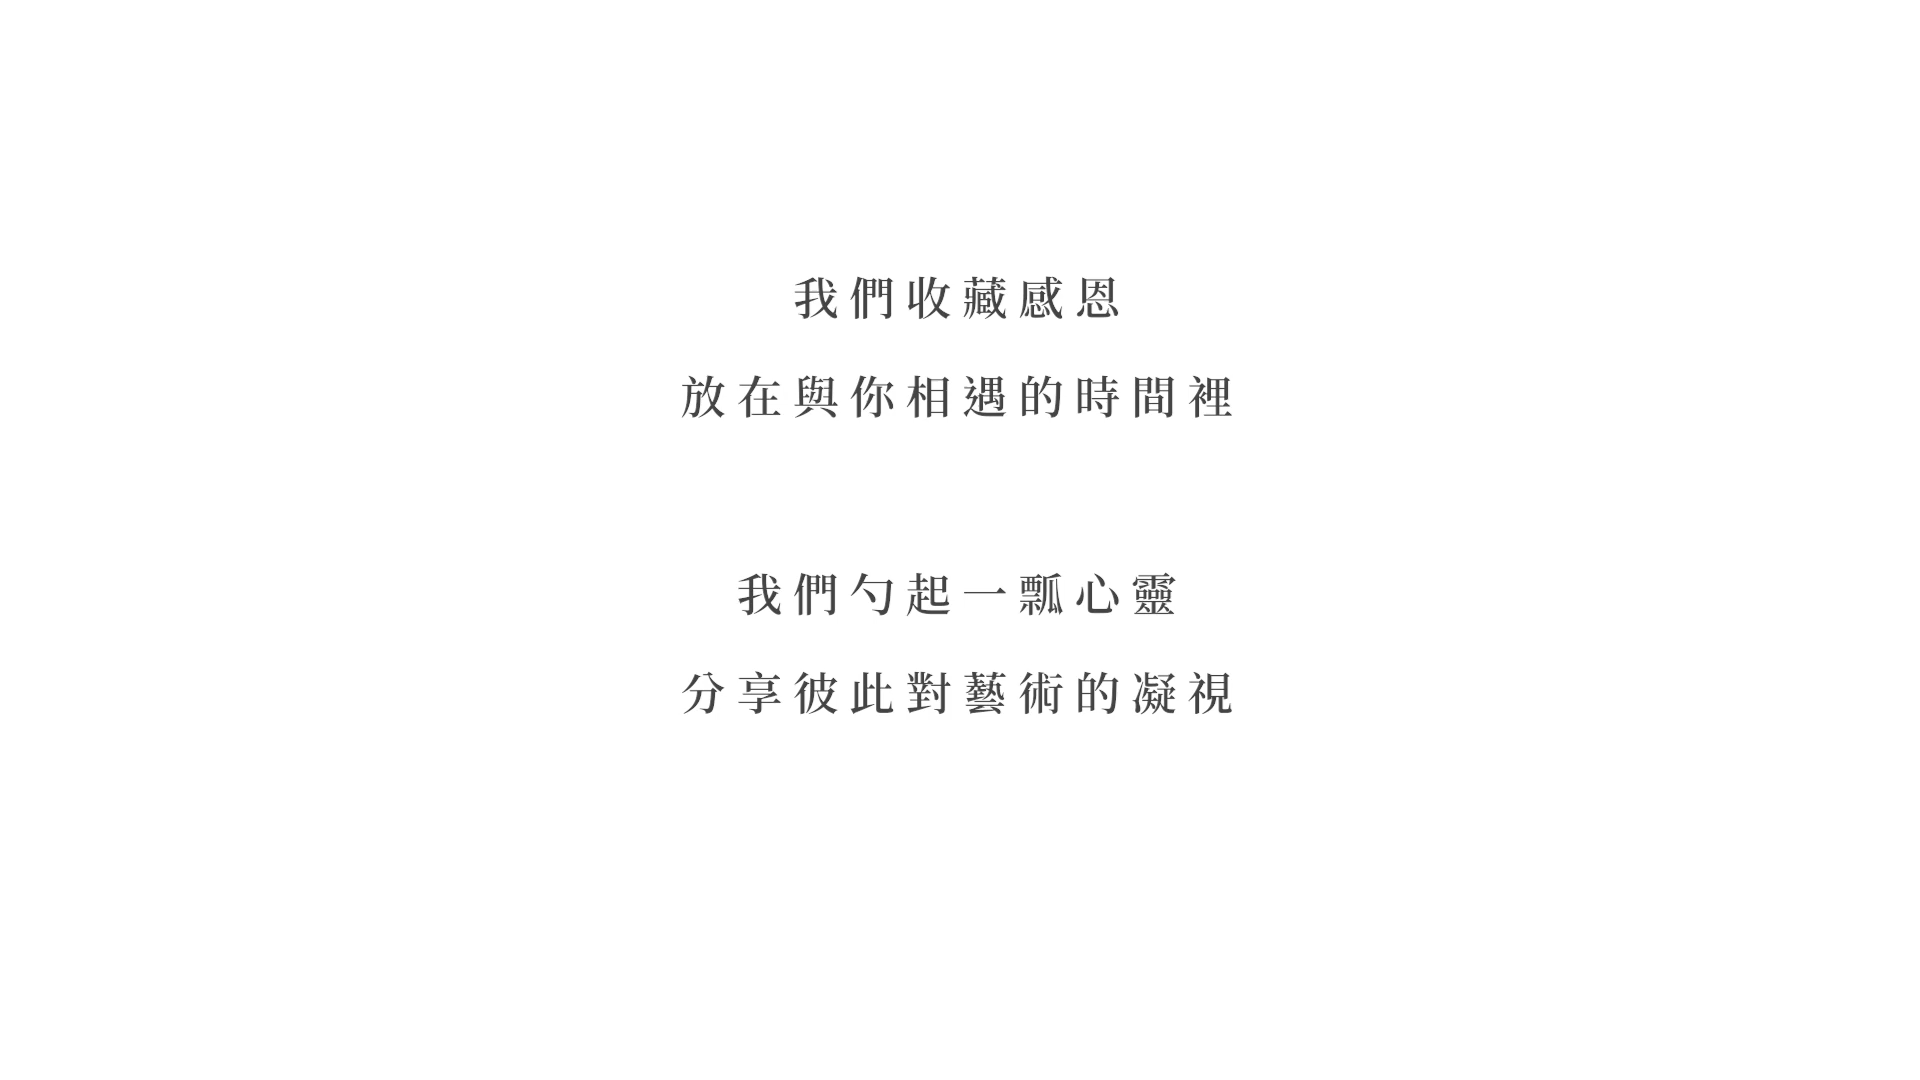 我們收藏感恩
放在與你相遇的時間裡
我們勺起一瓢心靈
分享彼此對藝術的凝視